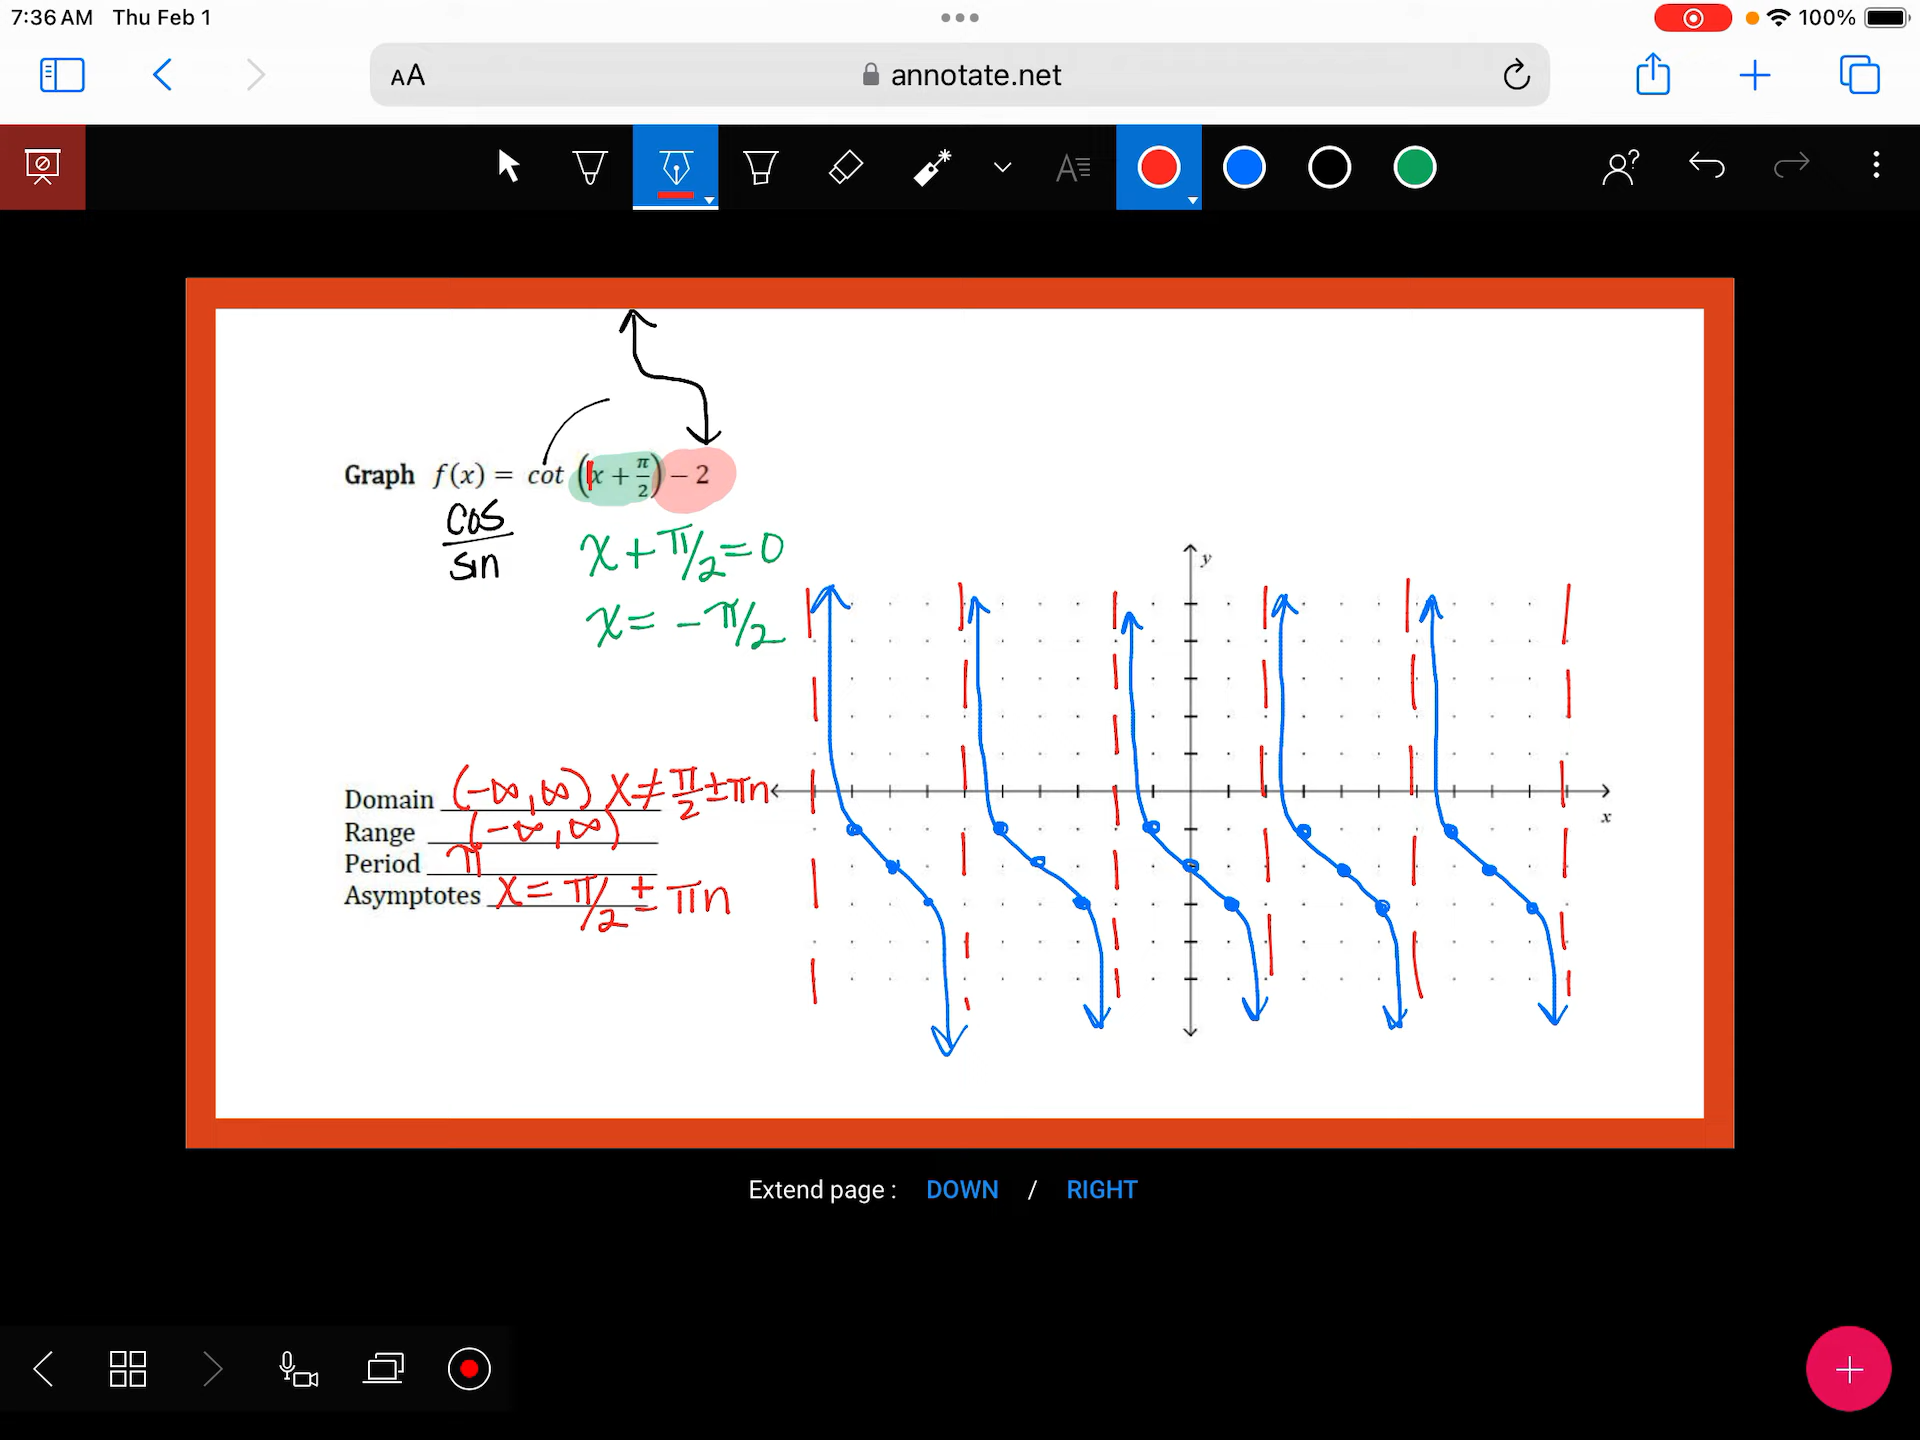 7:36 AM Thu Feb 1
100%
AA annotate.net
Graph f(x) = cot (x + π/2) − 2
cos/sin
x + π/2 = 0
x = −π/2
y
x
Domain (-∞,∞) x ≠ π/2 ± πn
Range (-∞,∞)
Period π
Asymptotes x = π/2 ± πn
Extend page : DOWN / RIGHT